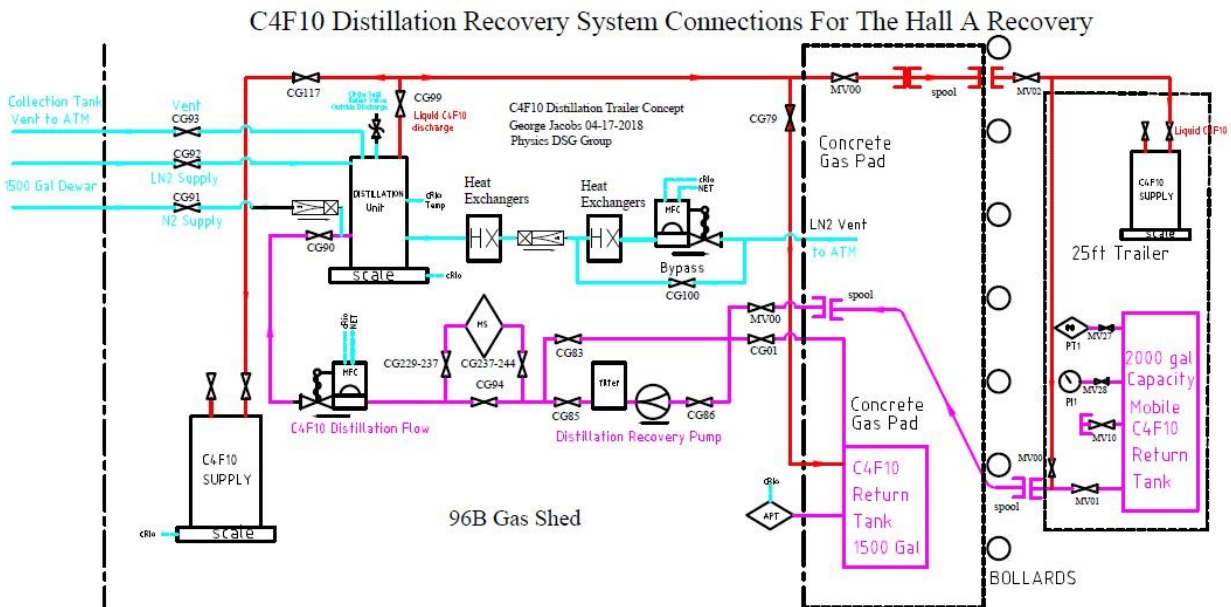 C4F10 Distillation Recovery System Connections For The Hall A Recovery
CG117
CG99
Liquid C4F10
discharge
Relief Valve
Outside Discharge
C4F10 Distillation Trailer Concept
George Jacobs 04-17-2018
Physics DSG Group
CG79
MV00
spool
MV02
Collection Tank
Vent to ATM
Vent
CG93
CG92
LN2 Supply
1500 Gal Dewar
CG91
N2 Supply
CG90
DISTILLATION
Unit
cRIo
Temp
scale
cRIo
Heat
Exchangers
HX
Heat
Exchangers
HX
cRIo
NET
MFC
Bypass
CG100
LN2 Vent
to ATM
Concrete
Gas Pad
Liquid C4F10
C4F10
SUPPLY
scale
25ft Trailer
cRIo
NET
MFC
C4F10 Distillation Flow
MS
CG229-237
CG237-244
CG94
CG83
CG85
Filter
CG86
Distillation Recovery Pump
MV00
CG01
spool
PT1
MV27
PI1
MV28
MV10
2000 gal
Capacity
Mobile
C4F10
Return
Tank
MV00
MV01
spool
Concrete
Gas Pad
C4F10
Return
Tank
1500 Gal
cRIo
APT
C4F10
SUPPLY
cRIo
scale
96B Gas Shed
BOLLARDS